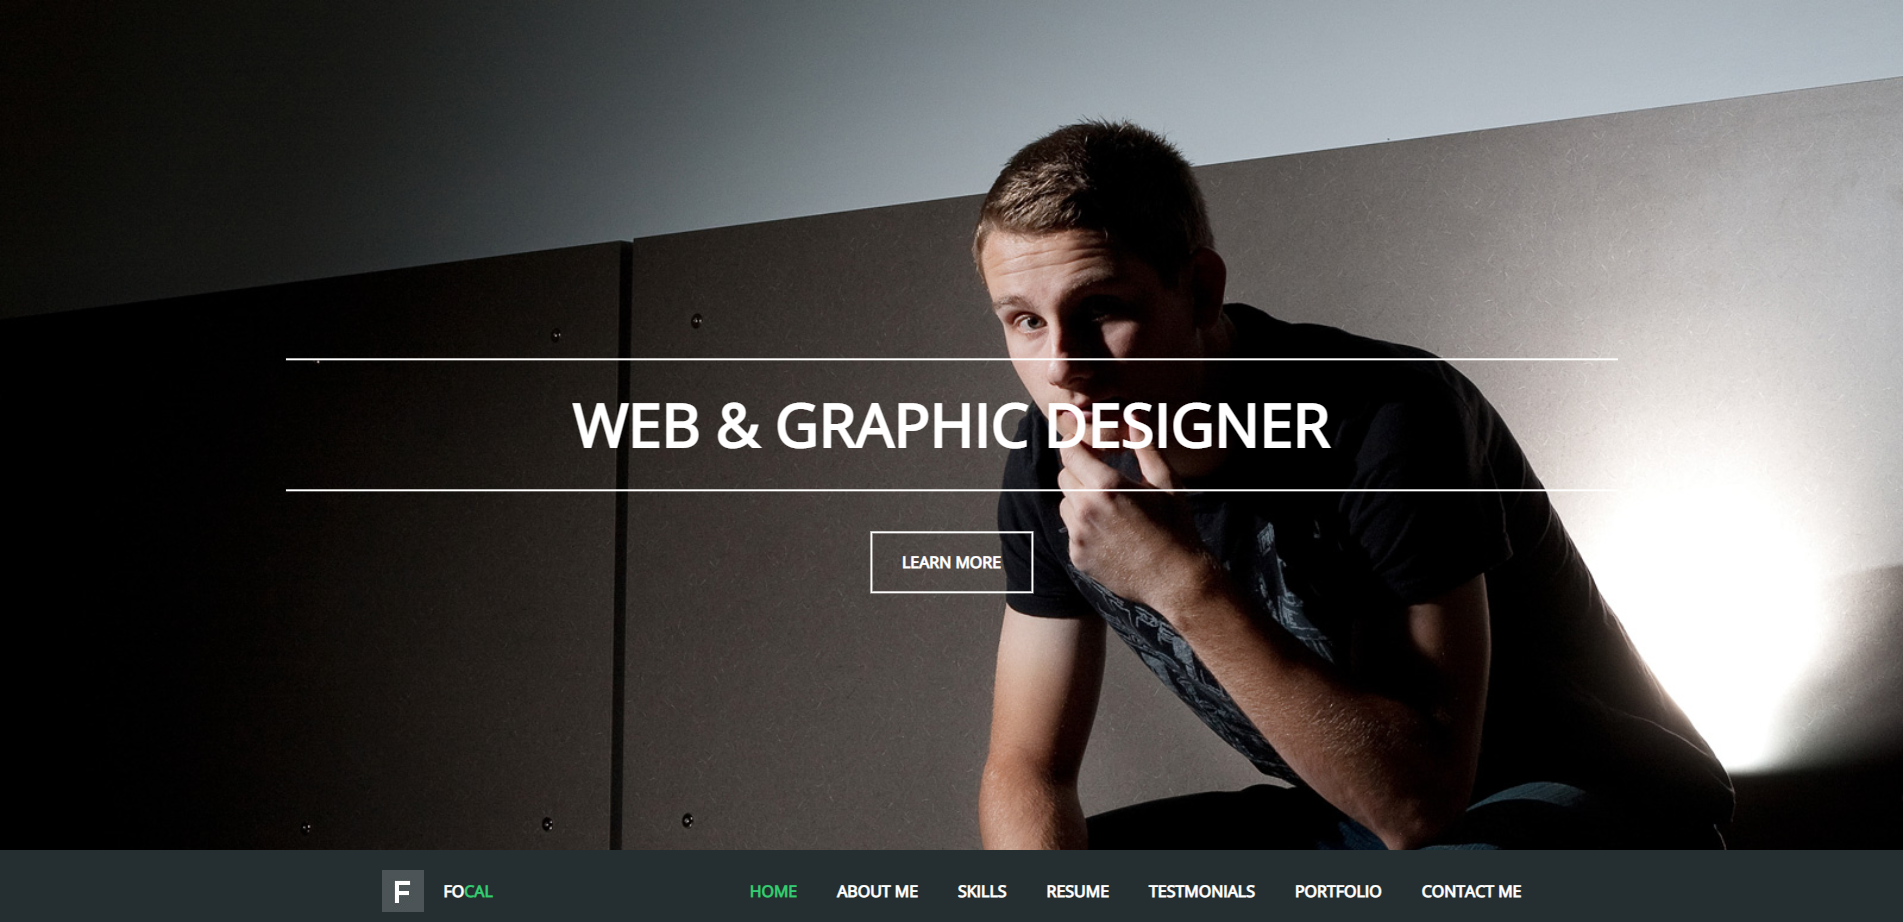 WEB & GRAPHIC DESIGNER
LEARN MORE
F FOCAL HOME ABOUT ME SKILLS RESUME TESTMONIALS PORTFOLIO CONTACT ME